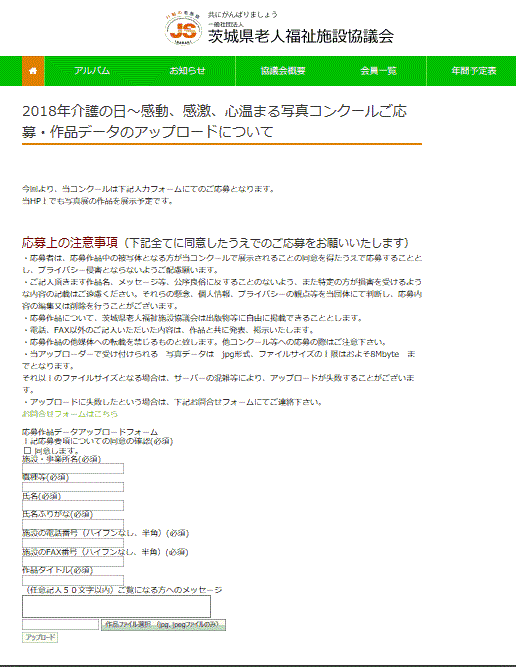 共にがんばりましょう
一般社団法人
茨城県老人福祉施設協議会
JS
アルバム
お知らせ
協議会概要
会員一覧
年間予定表
2018年介護の日～感動、感激、心温まる写真コンクールご応
募・作品データのアップロードについて
今回より、当コンクールは下記入力フォームにてのご応募となります。
当HP上でも写真展の作品を展示予定です。
応募上の注意事項（下記全てに同意したうえでのご応募をお願いいたします）
・応募者は、応募作品中の被写体となる方が当コンクールで展示されることの同意を得たうえで応募することと
し、プライバシー侵害とならないようご配慮願います。
・ご記入頂きます作品名、メッセージ等、公序良俗に反するものでないよう、また特定の方が損害を受けるよう
な内容の記載はご遠慮ください。それらの懸念、個人情報、プライバシーの観点等を当団体にて判断し、応募内
容の編集又は削除を行うことがございます。
・応募作品について、茨城県老人福祉施設協議会は出版物等に自由に掲載できることとします。
・電話、FAX以外のご記入いただいた内容は、作品と共に発表、掲示いたします。
・応募作品の他媒体への転載を禁じるものと致します。他コンクール等への応募の際はご注意下さい。
・当アップローダーで受け付けられる　写真データは　jpg形式、ファイルサイズの上限はおよそ8Mbyte　ま
でとなります。
それ以上のファイルサイズとなる場合は、サーバーの混雑等により、アップロードが失敗することがございま
す。
・アップロードに失敗したという場合は、下記お問合せフォームにてご連絡下さい。
お問合せフォームはこちら
応募作品データアップロードフォーム
上記応募要項についての同意の確認(必須)
同意します。
施設・事業所名(必須)
職種等(必須)
氏名(必須)
氏名ふりがな(必須)
施設の電話番号（ハイフンなし、半角）(必須)
施設のFAX番号（ハイフンなし、半角）(必須)
作品タイトル(必須)
（任意記入５０文字以内）ご覧になる方へのメッセージ
作品ファイル選択 （jpg、jpegファイルのみ）
アップロード